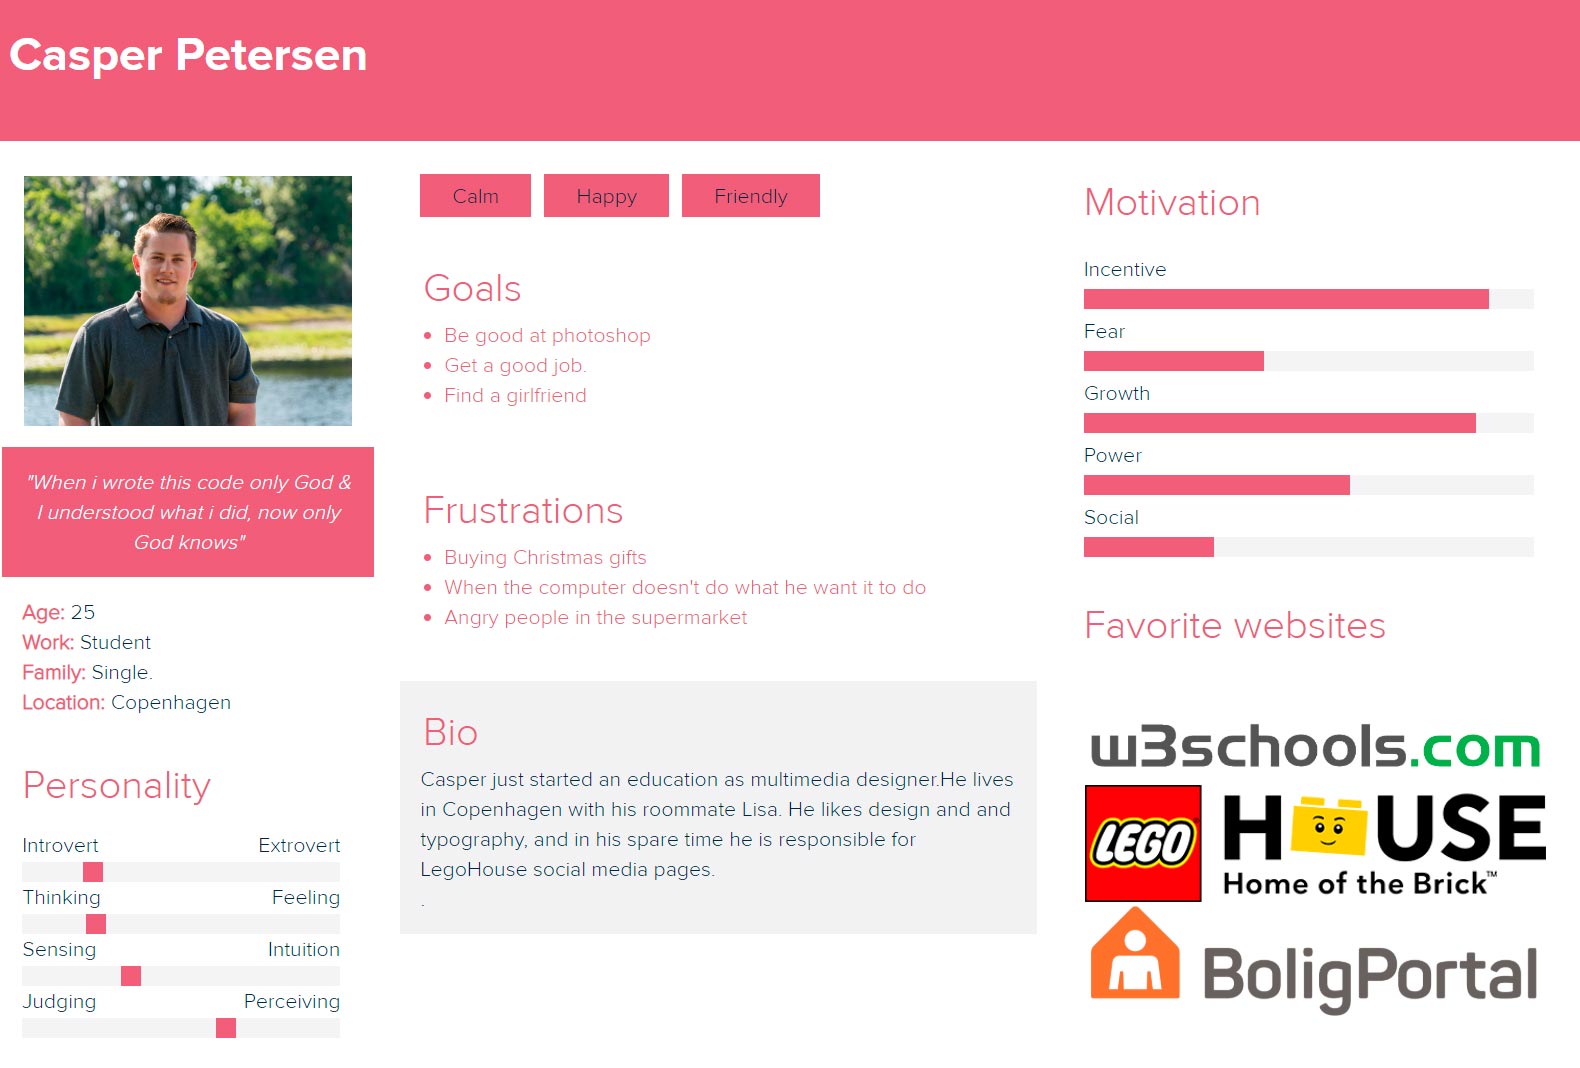 Casper Petersen
"When i wrote this code only God &
I understood what i did, now only
God knows"
Age: 25
Work: Student
Family: Single.
Location: Copenhagen
Personality
Introvert Extrovert
Thinking Feeling
Sensing Intuition
Judging Perceiving
Calm Happy Friendly
Goals
Be good at photoshop
Get a good job.
Find a girlfriend
Frustrations
Buying Christmas gifts
When the computer doesn't do what he want it to do
Angry people in the supermarket
Bio
Casper just started an education as multimedia designer.He lives
in Copenhagen with his roommate Lisa. He likes design and and
typography, and in his spare time he is responsible for
LegoHouse social media pages.
.
Motivation
Incentive
Fear
Growth
Power
Social
Favorite websites
w3schools.com
LEGO® HOUSE
Home of the Brick™
BoligPortal